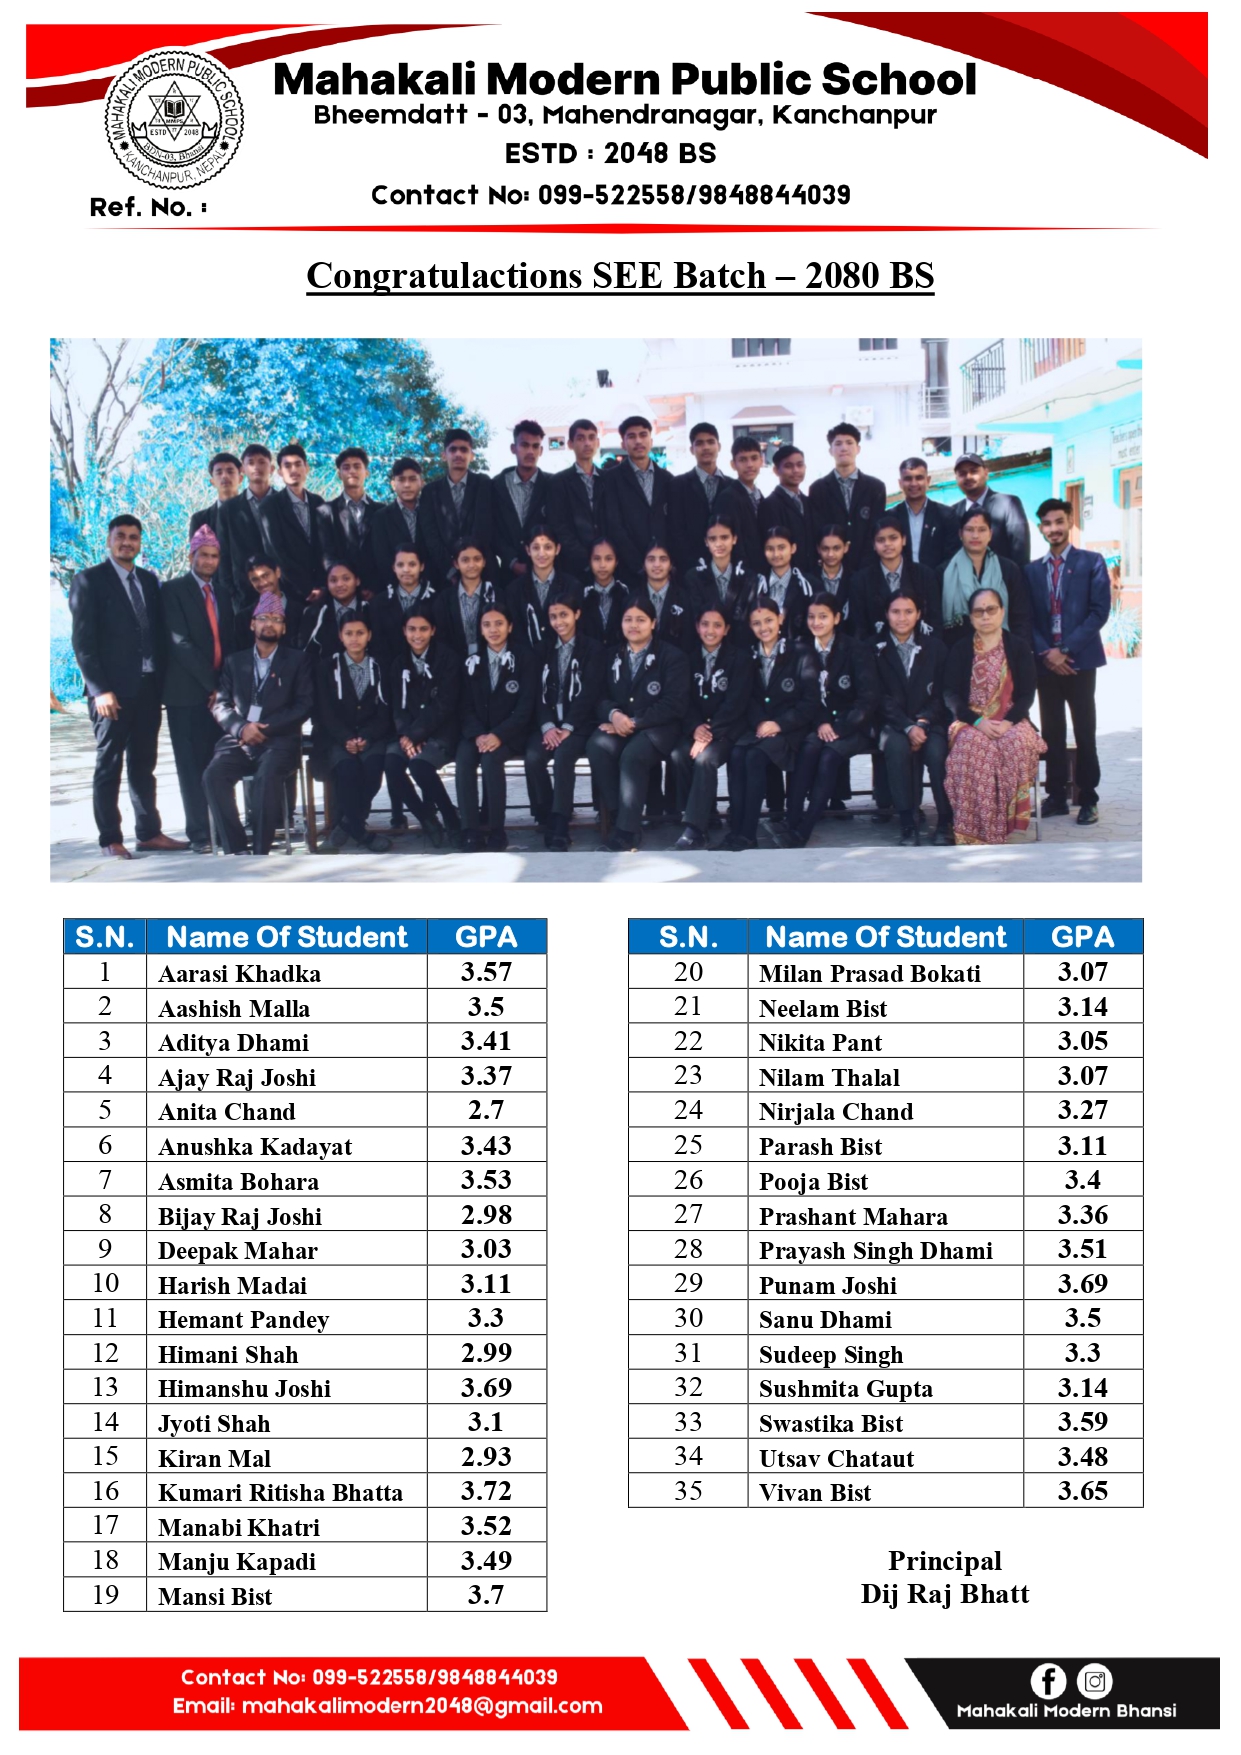 MAHAKALI MODERN PUBLIC SCHOOL
MMPS
ESTD 2048
BDN-03, Bhansi
KANCHANPUR, NEPAL
Mahakali Modern Public School
Bheemdatt - 03, Mahendranagar, Kanchanpur
ESTD : 2048 BS
Contact No: 099-522558/9848844039
Ref. No. :
Congratulactions SEE Batch – 2080 BS
S.N. Name Of Student GPA
1 Aarasi Khadka 3.57
2 Aashish Malla 3.5
3 Aditya Dhami 3.41
4 Ajay Raj Joshi 3.37
5 Anita Chand 2.7
6 Anushka Kadayat 3.43
7 Asmita Bohara 3.53
8 Bijay Raj Joshi 2.98
9 Deepak Mahar 3.03
10 Harish Madai 3.11
11 Hemant Pandey 3.3
12 Himani Shah 2.99
13 Himanshu Joshi 3.69
14 Jyoti Shah 3.1
15 Kiran Mal 2.93
16 Kumari Ritisha Bhatta 3.72
17 Manabi Khatri 3.52
18 Manju Kapadi 3.49
19 Mansi Bist 3.7
S.N. Name Of Student GPA
20 Milan Prasad Bokati 3.07
21 Neelam Bist 3.14
22 Nikita Pant 3.05
23 Nilam Thalal 3.07
24 Nirjala Chand 3.27
25 Parash Bist 3.11
26 Pooja Bist 3.4
27 Prashant Mahara 3.36
28 Prayash Singh Dhami 3.51
29 Punam Joshi 3.69
30 Sanu Dhami 3.5
31 Sudeep Singh 3.3
32 Sushmita Gupta 3.14
33 Swastika Bist 3.59
34 Utsav Chataut 3.48
35 Vivan Bist 3.65
Principal
Dij Raj Bhatt
Contact No: 099-522558/9848844039
Email: mahakalimodern2048@gmail.com
Mahakali Modern Bhansi